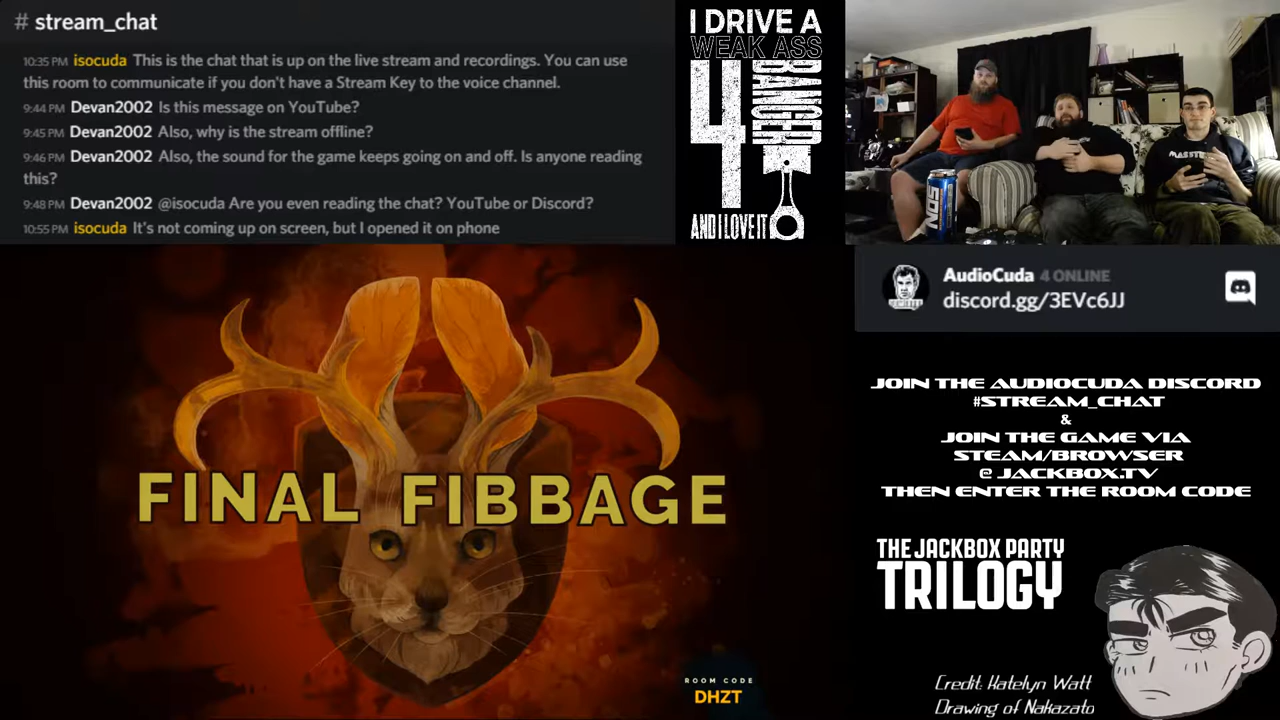 # stream_chat
10:35 PM isocuda This is the chat that is up on the live stream and recordings. You can use
this room to communicate if you don't have a Stream Key to the voice channel.
9:44 PM Devan2002 Is this message on YouTube?
9:45 PM Devan2002 Also, why is the stream offline?
9:46 PM Devan2002 Also, the sound for the game keeps going on and off. Is anyone reading
this?
9:48 PM Devan2002 @isocuda Are you even reading the chat? YouTube or Discord?
10:55 PM isocuda It's not coming up on screen, but I opened it on phone
I DRIVE A
WEAK ASS
4
BANGER
AND I LOVE IT
NOS
AudioCuda 4 ONLINE
discord.gg/3EVc6JJ
FINAL FIBBAGE
ROOM CODE
DHZT
JOIN THE AUDIOCUDA DISCORD
#STREAM_CHAT
&
JOIN THE GAME VIA
STEAM/BROWSER
@ JACKBOX.TV
THEN ENTER THE ROOM CODE
THE JACKBOX PARTY
TRILOGY
Credit: Katelyn Watt
Drawing of Nakazato